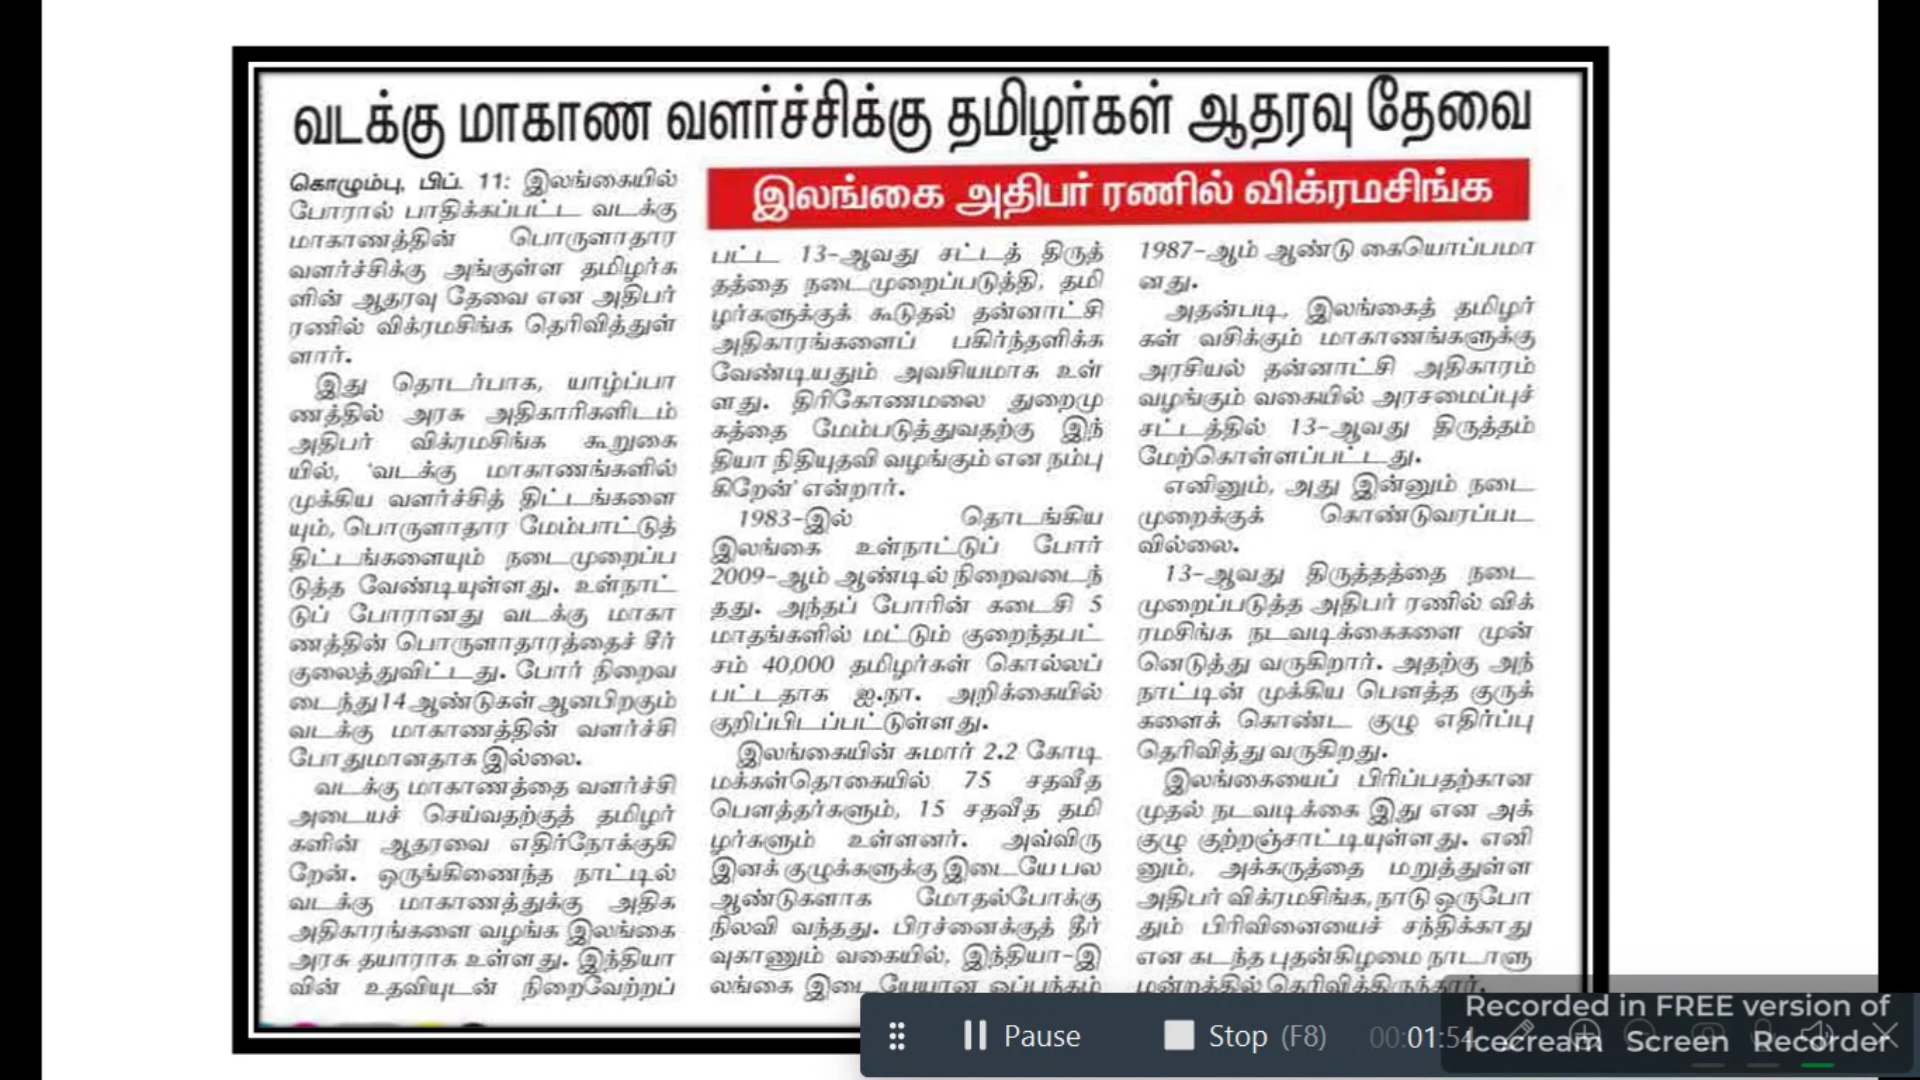 வடக்கு மாகாண வளர்ச்சிக்கு தமிழர்கள் ஆதரவு தேவை
இலங்கை அதிபர் ரணில் விக்ரமசிங்க
கொழும்பு, பிப். 11: இலங்கையில்
போரால் பாதிக்கப்பட்ட வடக்கு
மாகாணத்தின் பொருளாதார
வளர்ச்சிக்கு அங்குள்ள தமிழர்க
ளின் ஆதரவு தேவை என அதிபர்
ரணில் விக்ரமசிங்க தெரிவித்துள்
ளார்.
இது தொடர்பாக, யாழ்ப்பா
ணத்தில் அரசு அதிகாரிகளிடம்
அதிபர் விக்ரமசிங்க கூறுகை
யில், 'வடக்கு மாகாணங்களில்
முக்கிய வளர்ச்சித் திட்டங்களை
யும், பொருளாதார மேம்பாட்டுத்
திட்டங்களையும் நடைமுறைப்ப
டுத்த வேண்டியுள்ளது. உள்நாட்
டுப் போரானது வடக்கு மாகா
ணத்தின் பொருளாதாரத்தைச் சீர்
குலைத்துவிட்டது. போர் நிறைவ
டைந்து 14 ஆண்டுகள் ஆனபிறகும்
வடக்கு மாகாணத்தின் வளர்ச்சி
போதுமானதாக இல்லை.
வடக்கு மாகாணத்தை வளர்ச்சி
அடையச் செய்வதற்குத் தமிழர்
களின் ஆதரவை எதிர்நோக்குகி
றேன். ஒருங்கிணைந்த நாட்டில்
வடக்கு மாகாணத்துக்கு அதிக
அதிகாரங்களை வழங்க இலங்கை
அரசு தயாராக உள்ளது. இந்தியா
வின் உதவியுடன் நிறைவேற்றப்
பட்ட 13-ஆவது சட்டத் திருத்
தத்தை நடைமுறைப்படுத்தி, தமி
ழர்களுக்குக் கூடுதல் தன்னாட்சி
அதிகாரங்களைப் பகிர்ந்தளிக்க
வேண்டியதும் அவசியமாக உள்
ளது. திரிகோணமலை துறைமு
கத்தை மேம்படுத்துவதற்கு இந்
தியா நிதியுதவி வழங்கும் என நம்பு
கிறேன்' என்றார்.
1983-இல் தொடங்கிய
இலங்கை உள்நாட்டுப் போர்
2009-ஆம் ஆண்டில் நிறைவடைந்
தது. அந்தப் போரின் கடைசி 5
மாதங்களில் மட்டும் குறைந்தபட்
சம் 40,000 தமிழர்கள் கொல்லப்
பட்டதாக ஐ.நா. அறிக்கையில்
குறிப்பிடப்பட்டுள்ளது.
இலங்கையின் சுமார் 2.2 கோடி
மக்கள்தொகையில் 75 சதவீத
பௌத்தர்களும், 15 சதவீத தமி
ழர்களும் உள்ளனர். அவ்விரு
இனக் குழுக்களுக்கு இடையே பல
ஆண்டுகளாக மோதல்போக்கு
நிலவி வந்தது. பிரச்னைக்குத் தீர்
வுகாணும் வகையில், இந்தியா-இ
லங்கை இடையேயான ஒப்பந்தம்
1987-ஆம் ஆண்டு கையொப்பமா
னது.
அதன்படி, இலங்கைத் தமிழர்
கள் வசிக்கும் மாகாணங்களுக்கு
அரசியல் தன்னாட்சி அதிகாரம்
வழங்கும் வகையில் அரசமைப்புச்
சட்டத்தில் 13-ஆவது திருத்தம்
மேற்கொள்ளப்பட்டது.
எனினும், அது இன்னும் நடை
முறைக்குக் கொண்டுவரப்பட
வில்லை.
13-ஆவது திருத்தத்தை நடை
முறைப்படுத்த அதிபர் ரணில் விக்
ரமசிங்க நடவடிக்கைகளை முன்
னெடுத்து வருகிறார். அதற்கு அந்
நாட்டின் முக்கிய பௌத்த குருக்
களைக் கொண்ட குழு எதிர்ப்பு
தெரிவித்து வருகிறது.
இலங்கையைப் பிரிப்பதற்கான
முதல் நடவடிக்கை இது என அக்
குழு குற்றஞ்சாட்டியுள்ளது. எனி
னும், அக்கருத்தை மறுத்துள்ள
அதிபர் விக்ரமசிங்க, நாடு ஒருபோ
தும் பிரிவினையைச் சந்திக்காது
என கடந்த புதன்கிழமை நாடாளு
மன்றத்தில் தெரிவித்திருந்தார்.
Pause Stop (F8) 00:01:54
Recorded in FREE version of
Icecream Screen Recorder